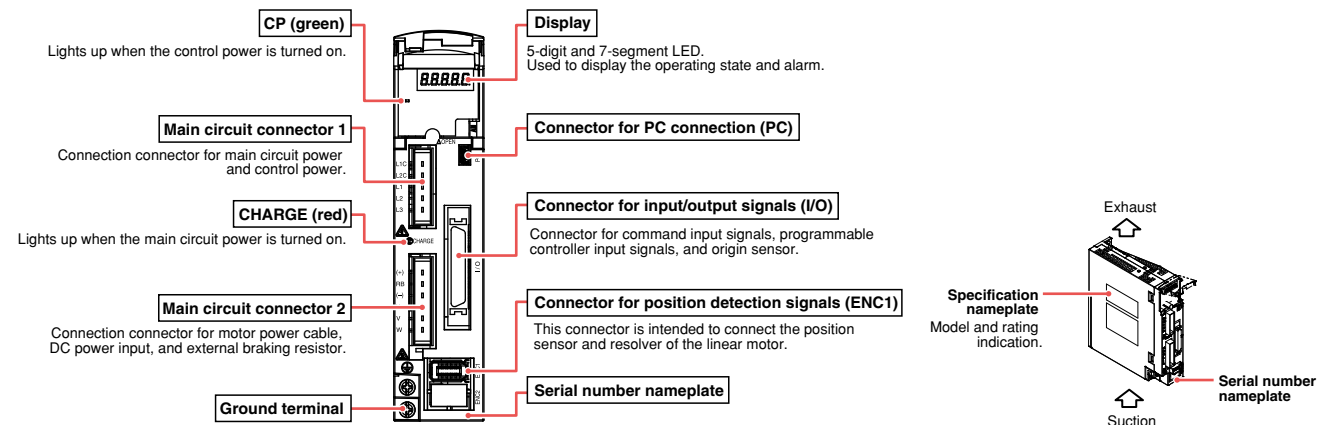 CP (green)
Lights up when the control power is turned on.
Main circuit connector 1
Connection connector for main circuit power
and control power.
CHARGE (red)
Lights up when the main circuit power is turned on.
Main circuit connector 2
Connection connector for motor power cable,
DC power input, and external braking resistor.
Ground terminal
OPEN
L1C
L2C
L1
L2
L3
CHARGE
(+)
RB
(−)
V
W
I/O
ENC2
Display
5-digit and 7-segment LED.
Used to display the operating state and alarm.
Connector for PC connection (PC)
Connector for input/output signals (I/O)
Connector for command input signals, programmable
controller input signals, and origin sensor.
Connector for position detection signals (ENC1)
This connector is intended to connect the position
sensor and resolver of the linear motor.
Serial number nameplate
Exhaust
Specification
nameplate
Model and rating
indication.
Serial number
nameplate
Suction